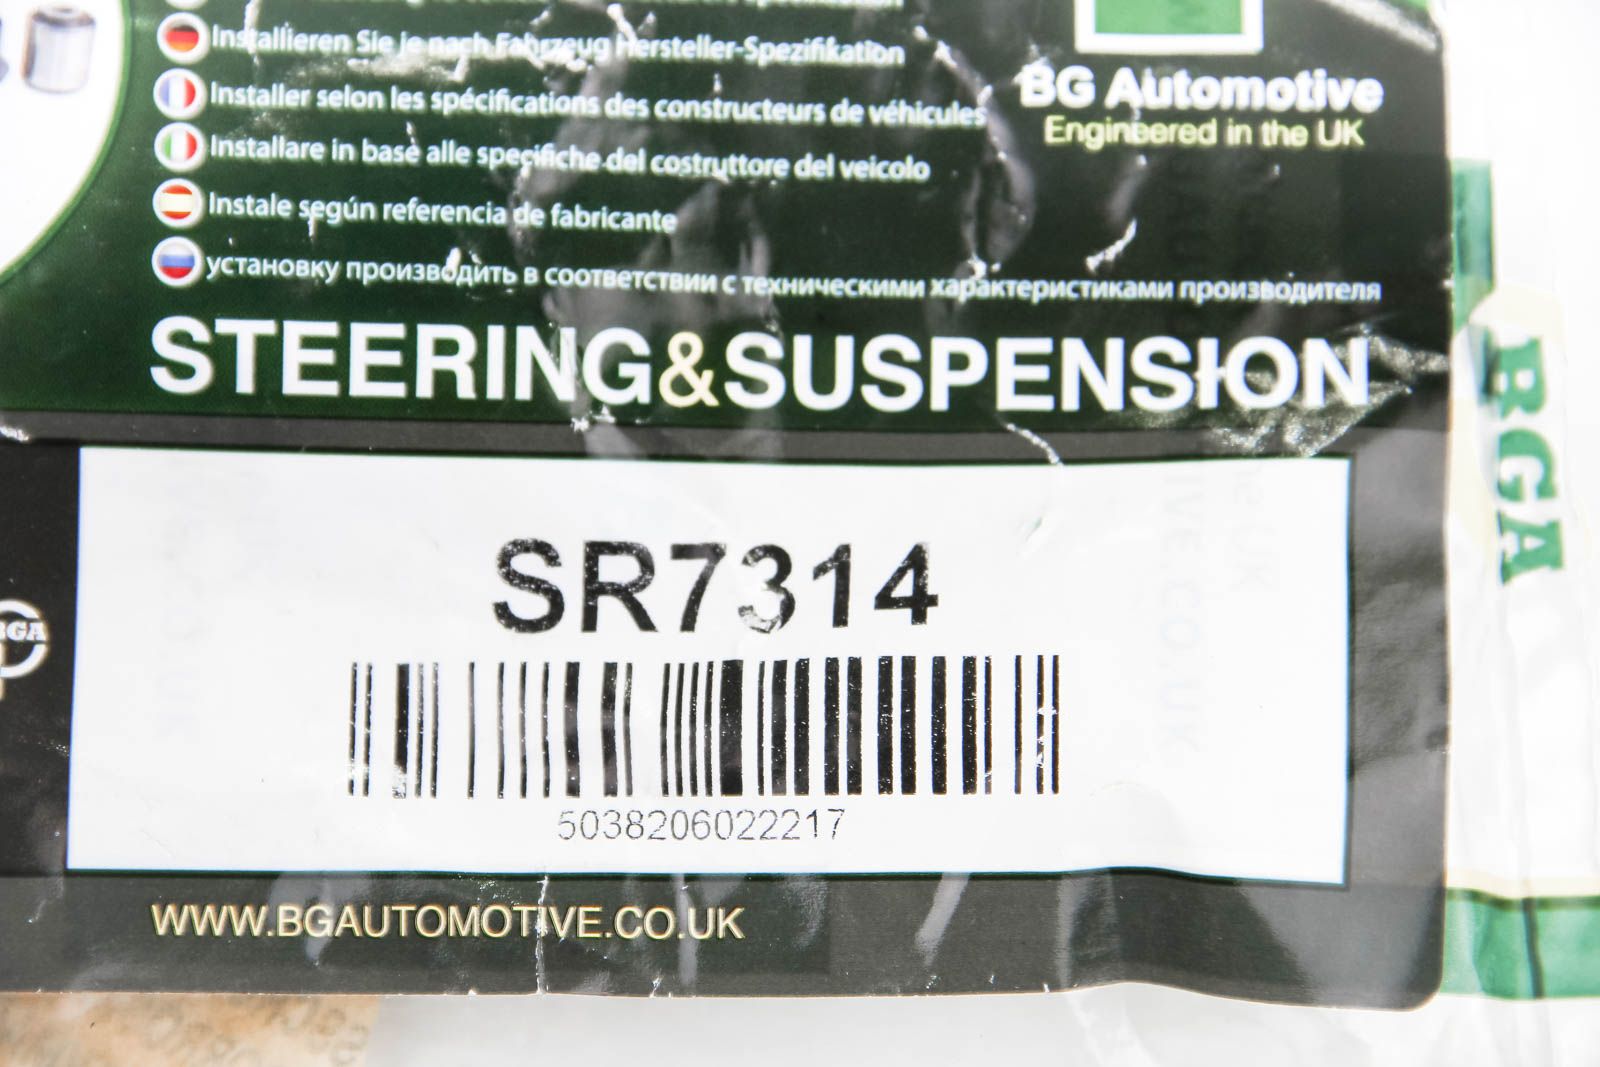 Installieren Sie je nach Fahrzeug Hersteller-Spezifikation
Installer selon les spécifications des constructeurs de véhicules
Installare in base alle specifiche del costruttore del veicolo
Instale según referencia de fabricante
установку производить в соответствии с техническими характеристиками производителя
BG Automotive
Engineered in the UK
STEERING&SUSPENSION
BGA
SR7314
BGA
5038206022217
WWW.BGAUTOMOTIVE.CO.UK